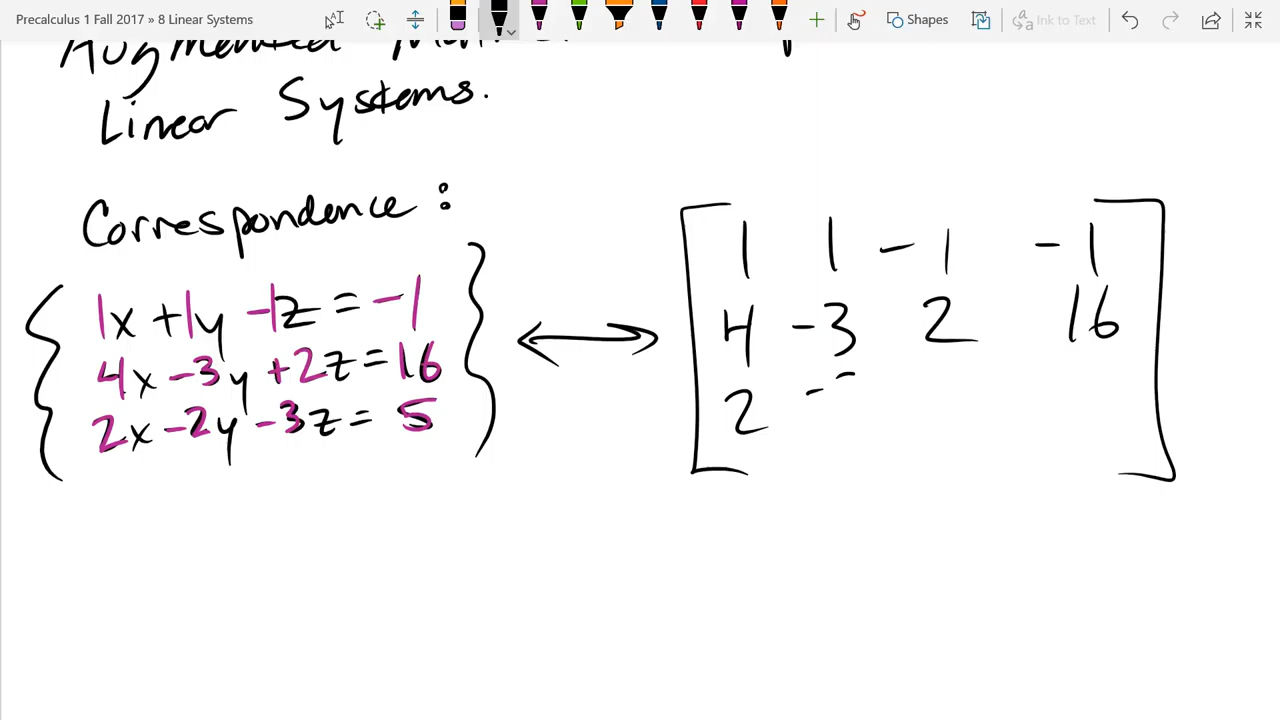 Precalculus 1 Fall 2017 » 8 Linear Systems
Shapes
Ink to Text
Augmented
Linear Systems.
Correspondence:
1x +1y -1z = -1
4x -3y +2z = 16
2x -2y -3z = 5
1 1 -1 -1
4 -3 2 16
2 -